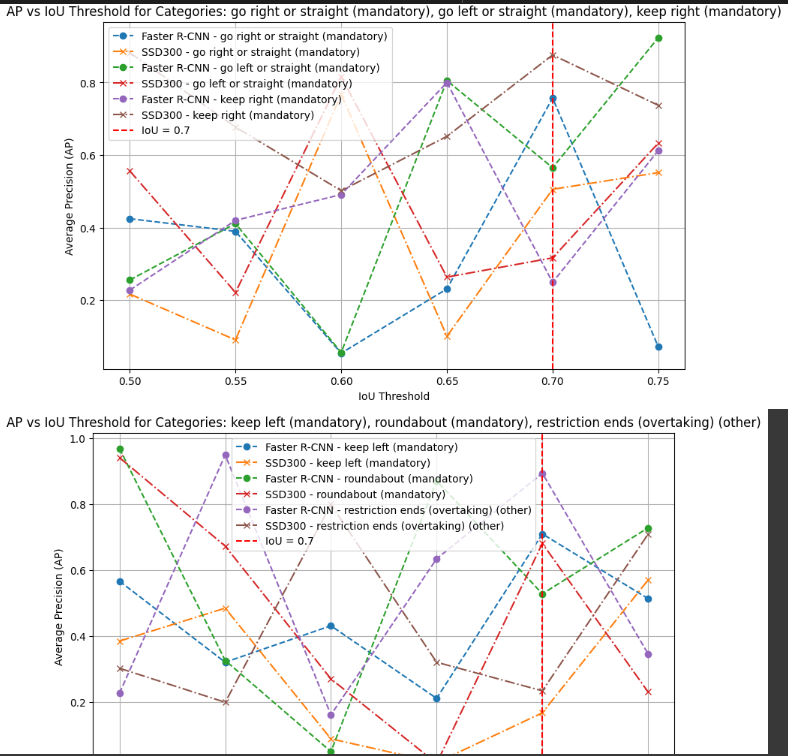 AP vs IoU Threshold for Categories: go right or straight (mandatory), go left or straight (mandatory), keep right (mandatory)
Faster R-CNN - go right or straight (mandatory)
SSD300 - go right or straight (mandatory)
Faster R-CNN - go left or straight (mandatory)
SSD300 - go left or straight (mandatory)
Faster R-CNN - keep right (mandatory)
SSD300 - keep right (mandatory)
IoU = 0.7
Average Precision (AP)
0.8
0.6
0.4
0.2
0.50 0.55 0.60 0.65 0.70 0.75
IoU Threshold
AP vs IoU Threshold for Categories: keep left (mandatory), roundabout (mandatory), restriction ends (overtaking) (other)
Faster R-CNN - keep left (mandatory)
SSD300 - keep left (mandatory)
Faster R-CNN - roundabout (mandatory)
SSD300 - roundabout (mandatory)
Faster R-CNN - restriction ends (overtaking) (other)
SSD300 - restriction ends (overtaking) (other)
IoU = 0.7
Average Precision (AP)
1.0
0.8
0.6
0.4
0.2